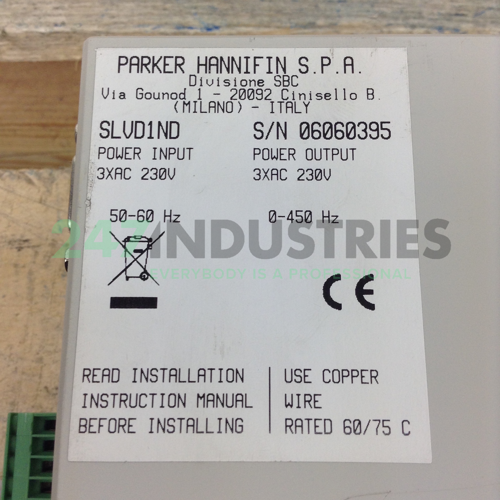 PARKER HANNIFIN S.P.A.
Divisione SBC
Via Gounod 1 - 20092 Cinisello B.
(MILANO) - ITALY
SLVD1ND S/N 06060395
POWER INPUT POWER OUTPUT
3XAC 230V 3XAC 230V
50-60 Hz 0-450 Hz
247INDUSTRIES
EVERYBODY IS A PROFESSIONAL
CE
READ INSTALLATION USE COPPER
INSTRUCTION MANUAL WIRE
BEFORE INSTALLING RATED 60/75 C